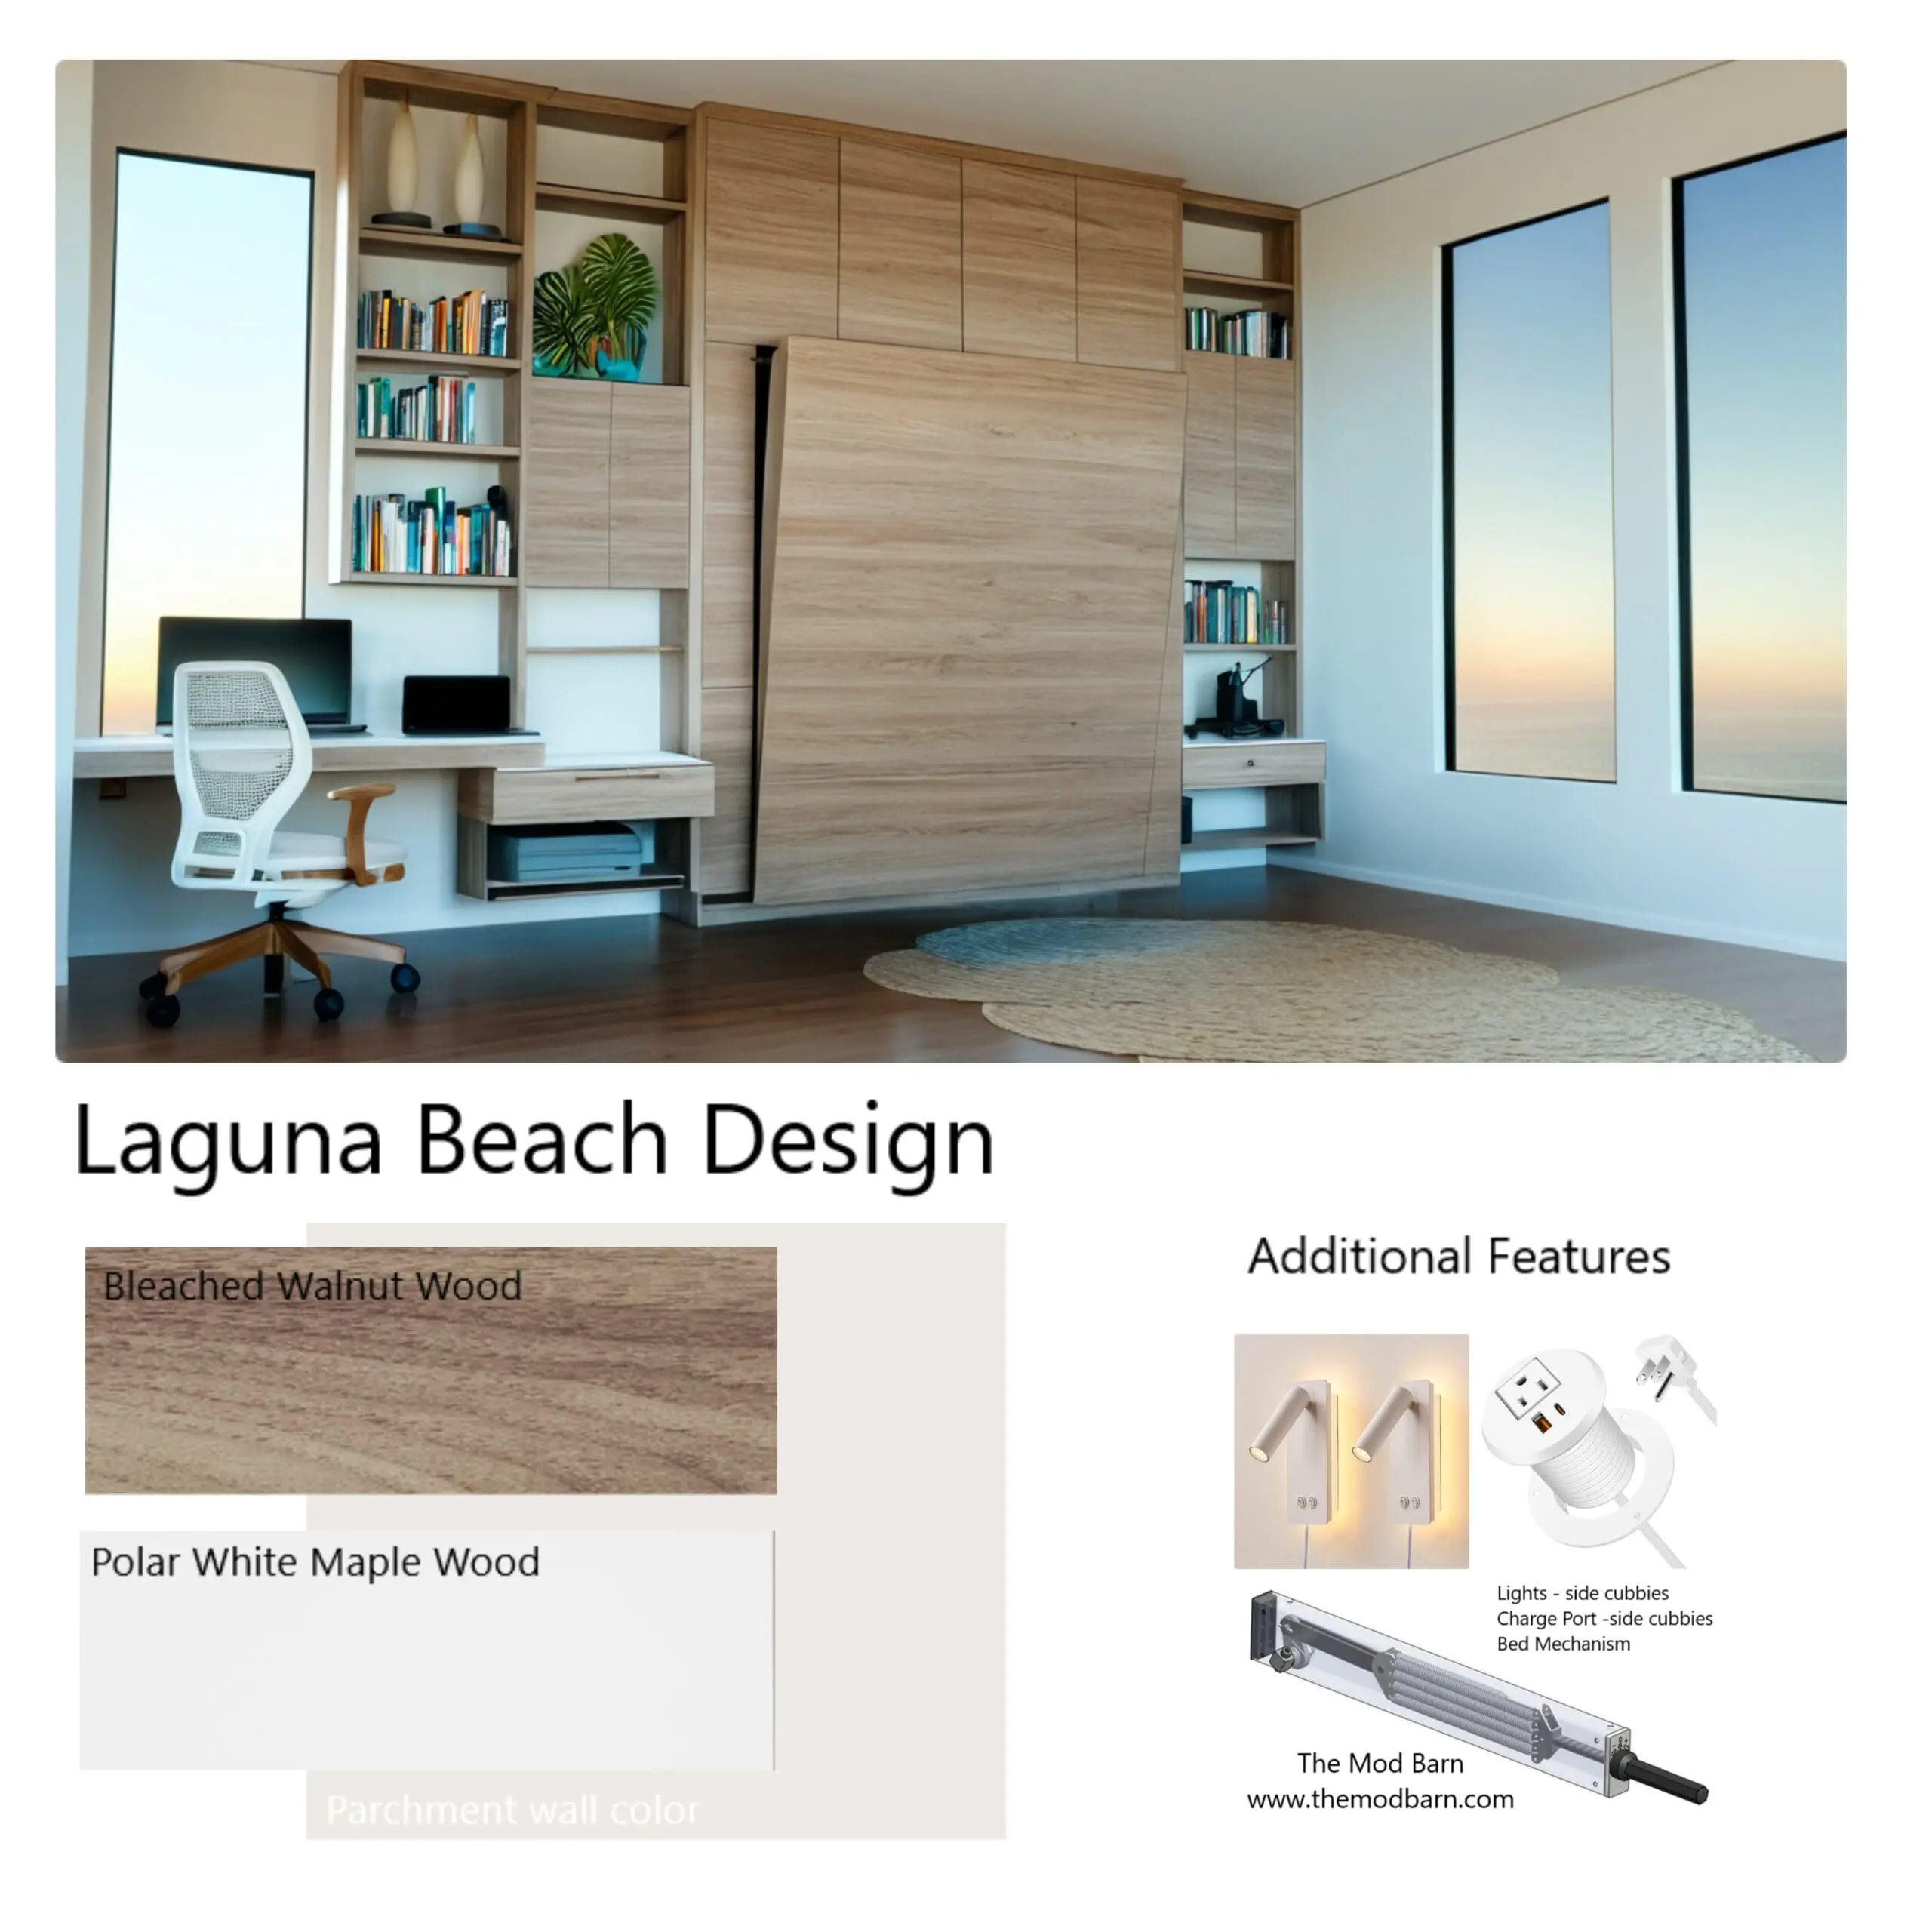 Laguna Beach Design
Bleached Walnut Wood
Polar White Maple Wood
Parchment wall color
Additional Features
Lights - side cubbies
Charge Port -side cubbies
Bed Mechanism
The Mod Barn
www.themodbarn.com